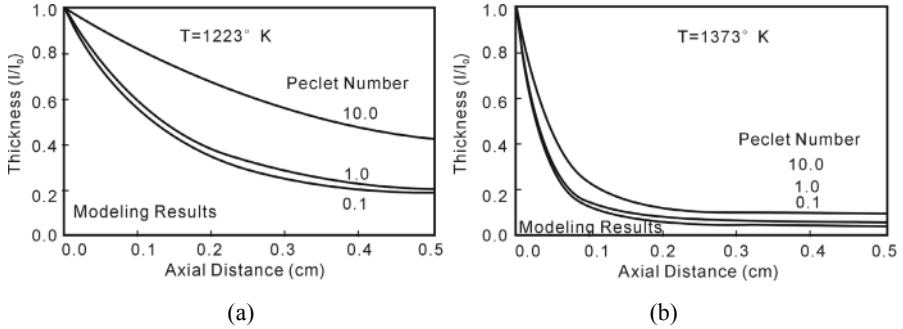 1.0
0.8
0.6
0.4
0.2
0.0
Thickness (I/I₀)
T=1223° K
Peclet Number
10.0
1.0
0.1
Modeling Results
0.0 0.1 0.2 0.3 0.4 0.5
Axial Distance (cm)
(a)
1.0
0.8
0.6
0.4
0.2
0.0
Thickness (I/I₀)
T=1373° K
Peclet Number
10.0
1.0
0.1
Modeling Results
0.0 0.1 0.2 0.3 0.4 0.5
Axial Distance (cm)
(b)